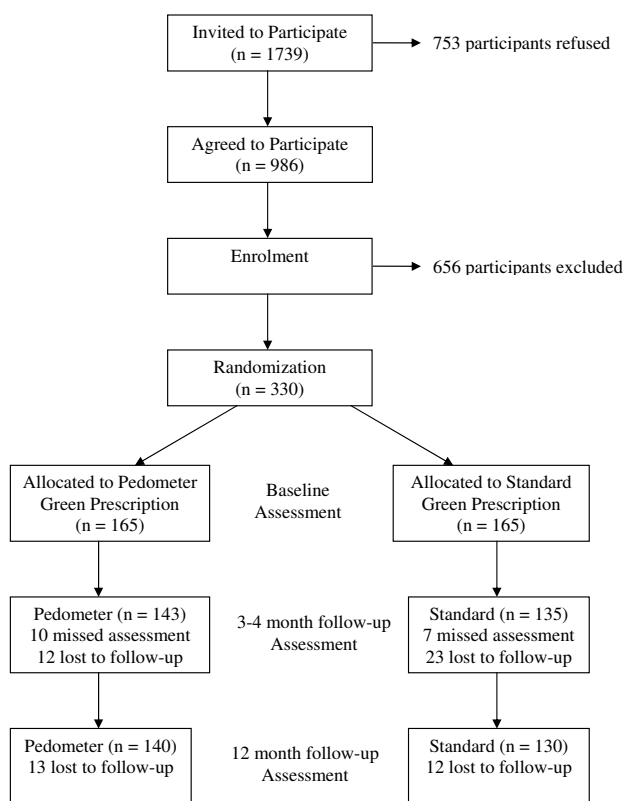 Invited to Participate
(n = 1739)
753 participants refused
Agreed to Participate
(n = 986)
Enrolment
656 participants excluded
Randomization
(n = 330)
Allocated to Pedometer
Green Prescription
(n = 165)
Baseline
Assessment
Allocated to Standard
Green Prescription
(n = 165)
Pedometer (n = 143)
10 missed assessment
12 lost to follow-up
3-4 month follow-up
Assessment
Standard (n = 135)
7 missed assessment
23 lost to follow-up
Pedometer (n = 140)
13 lost to follow-up
12 month follow-up
Assessment
Standard (n = 130)
12 lost to follow-up